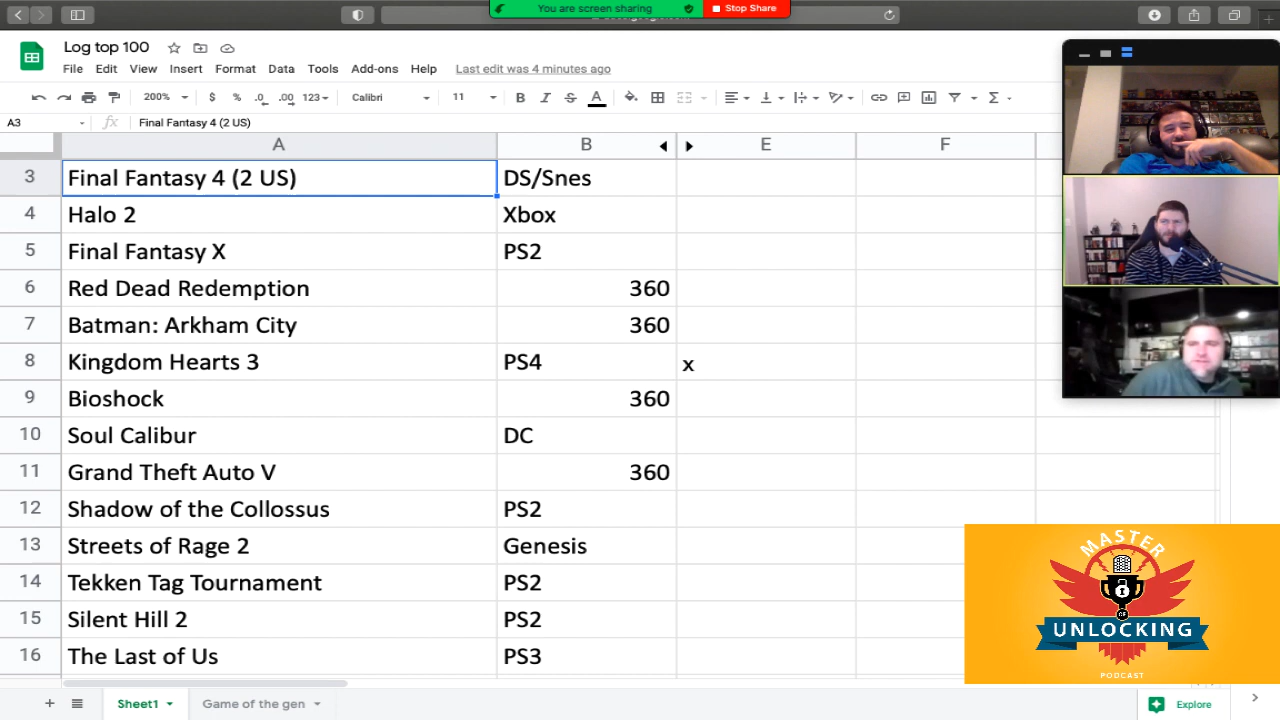 You are screen sharing Stop Share
Log top 100
File Edit View Insert Format Data Tools Add-ons Help Last edit was 4 minutes ago
200% $ % .0 .00 123 Calibri 11 B I S A
A3 fx Final Fantasy 4 (2 US)
A B E F
3 Final Fantasy 4 (2 US) DS/Snes
4 Halo 2 Xbox
5 Final Fantasy X PS2
6 Red Dead Redemption 360
7 Batman: Arkham City 360
8 Kingdom Hearts 3 PS4 x
9 Bioshock 360
10 Soul Calibur DC
11 Grand Theft Auto V 360
12 Shadow of the Collossus PS2
13 Streets of Rage 2 Genesis
14 Tekken Tag Tournament PS2
15 Silent Hill 2 PS2
16 The Last of Us PS3
MASTER
OF
UNLOCKING
PODCAST
Sheet1 Game of the gen Explore